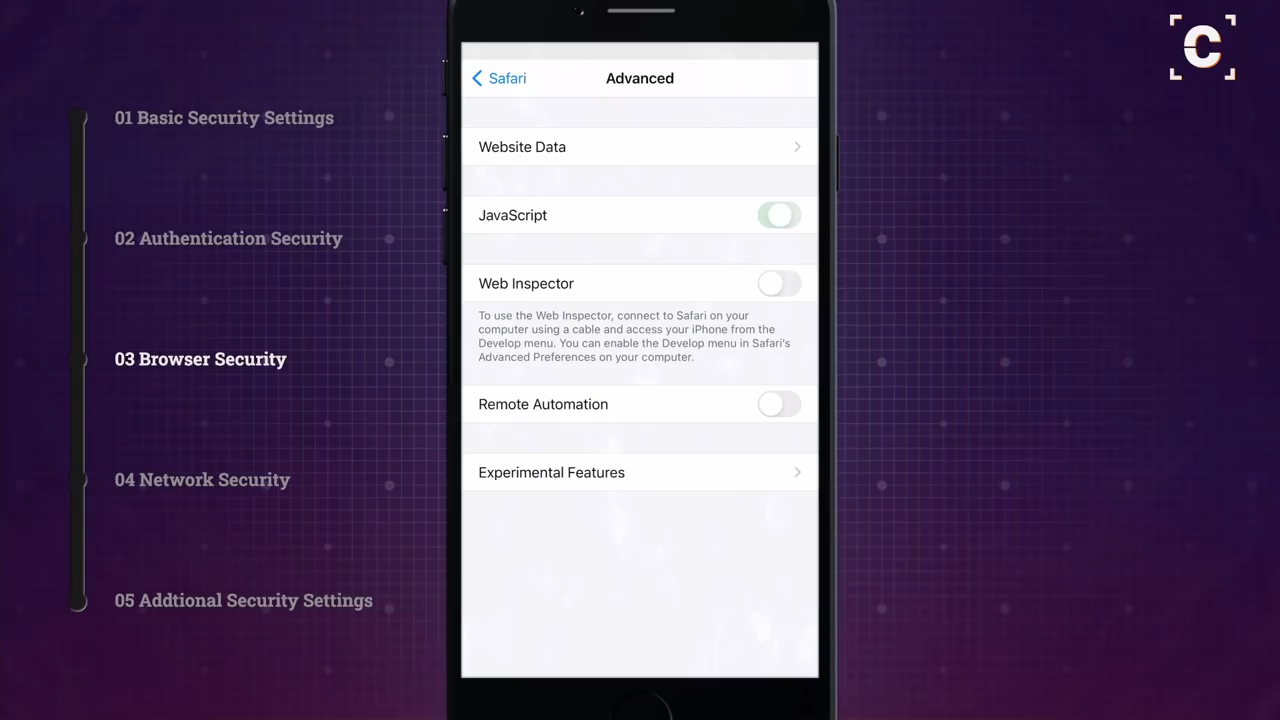 C
01 Basic Security Settings
02 Authentication Security
03 Browser Security
04 Network Security
05 Addtional Security Settings
Safari
Advanced
Website Data
JavaScript
Web Inspector
To use the Web Inspector, connect to Safari on your
computer using a cable and access your iPhone from the
Develop menu. You can enable the Develop menu in Safari's
Advanced Preferences on your computer.
Remote Automation
Experimental Features